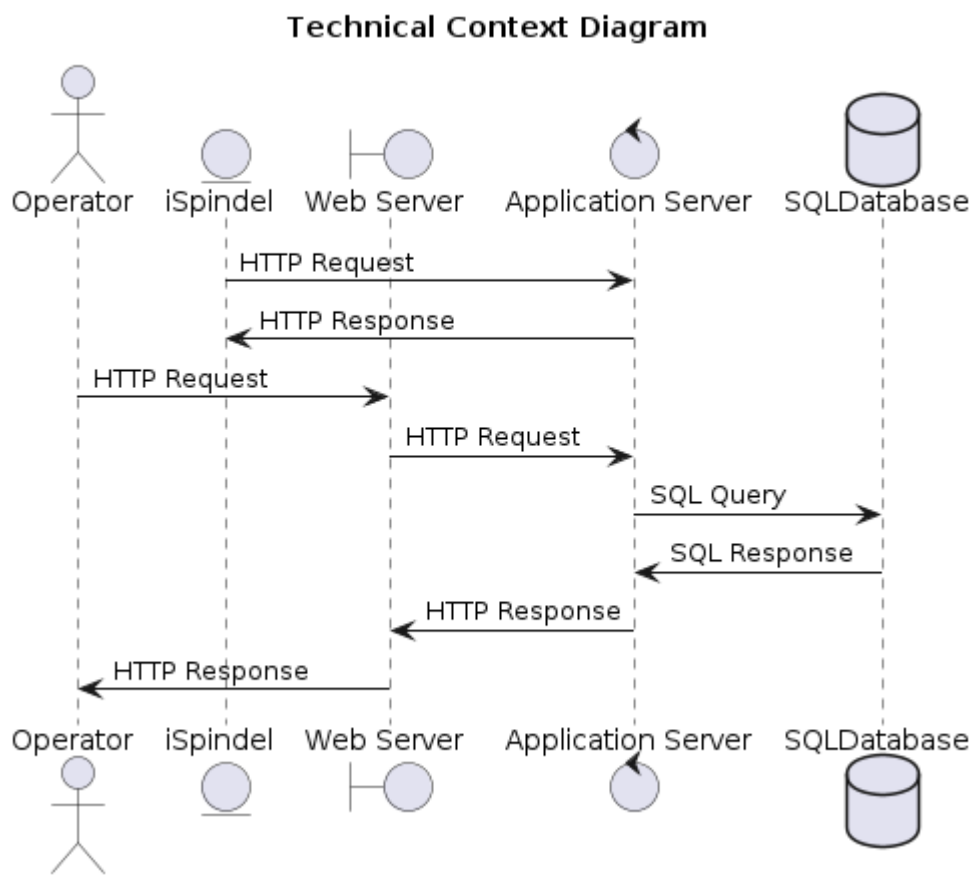 Technical Context Diagram
Operator iSpindel Web Server Application Server SQLDatabase
HTTP Request
HTTP Response
HTTP Request
HTTP Request
SQL Query
SQL Response
HTTP Response
HTTP Response
Operator iSpindel Web Server Application Server SQLDatabase